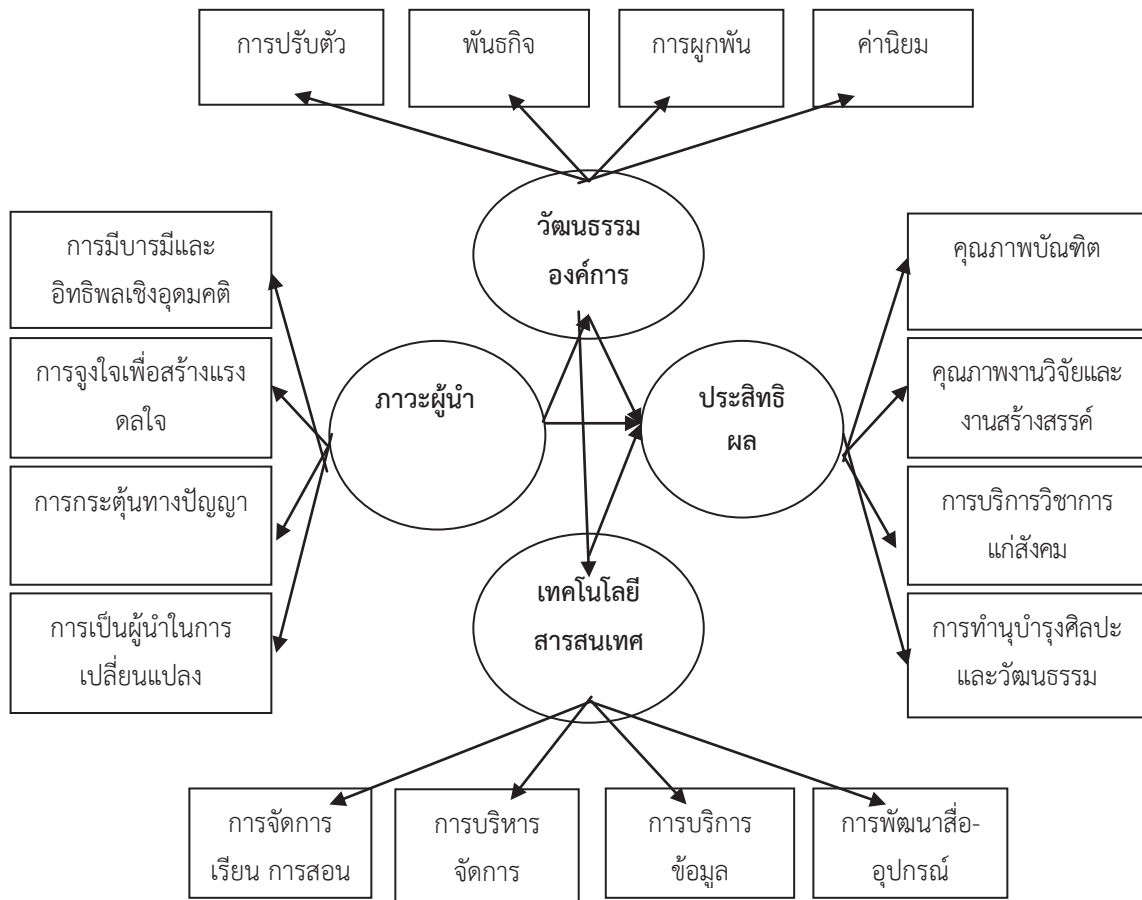 การปรับตัว
พันธกิจ
การผูกพัน
ค่านิยม
วัฒนธรรม
องค์การ
การมีบารมีและ
อิทธิพลเชิงอุดมคติ
การจูงใจเพื่อสร้างแรง
ดลใจ
การกระตุ้นทางปัญญา
การเป็นผู้นำในการ
เปลี่ยนแปลง
ภาวะผู้นำ
ประสิทธิ
ผล
คุณภาพบัณฑิต
คุณภาพงานวิจัยและ
งานสร้างสรรค์
การบริการวิชาการ
แก่สังคม
การทำนุบำรุงศิลปะ
และวัฒนธรรม
เทคโนโลยี
สารสนเทศ
การจัดการ
เรียน การสอน
การบริหาร
จัดการ
การบริการ
ข้อมูล
การพัฒนาสื่อ-
อุปกรณ์